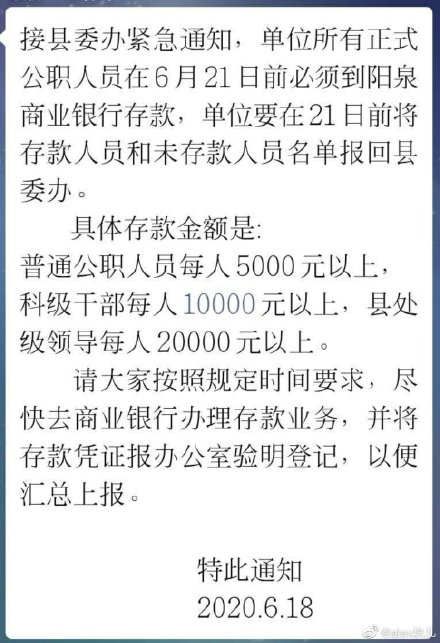 接县委办紧急通知，单位所有正式
公职人员在6月21日前必须到阳泉
商业银行存款，单位要在21日前将
存款人员和未存款人员名单报回县
委办。
具体存款金额是:
普通公职人员每人5000元以上，
科级干部每人10000元以上，县处
级领导每人20000元以上。
请大家按照规定时间要求，尽
快去商业银行办理存款业务，并将
存款凭证报办公室验明登记，以便
汇总上报。
特此通知
2020.6.18